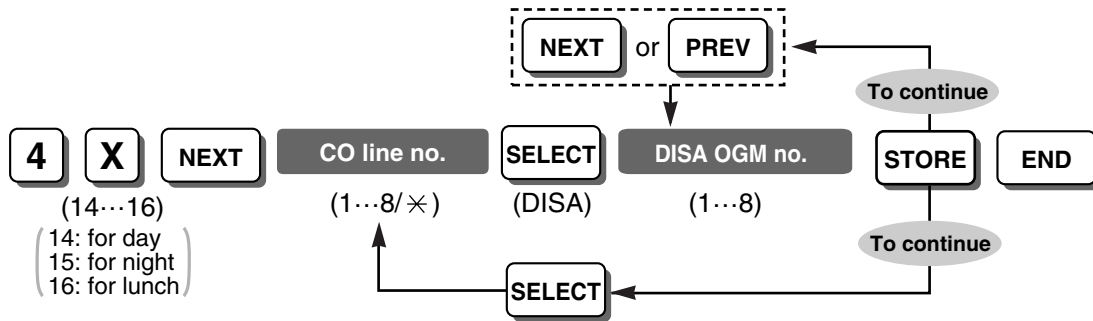 NEXT or PREV
To continue
4 X NEXT CO line no. SELECT DISA OGM no. STORE END
(14···16) (1···8/✳) (DISA) (1···8)
14: for day
15: for night
16: for lunch
To continue
SELECT